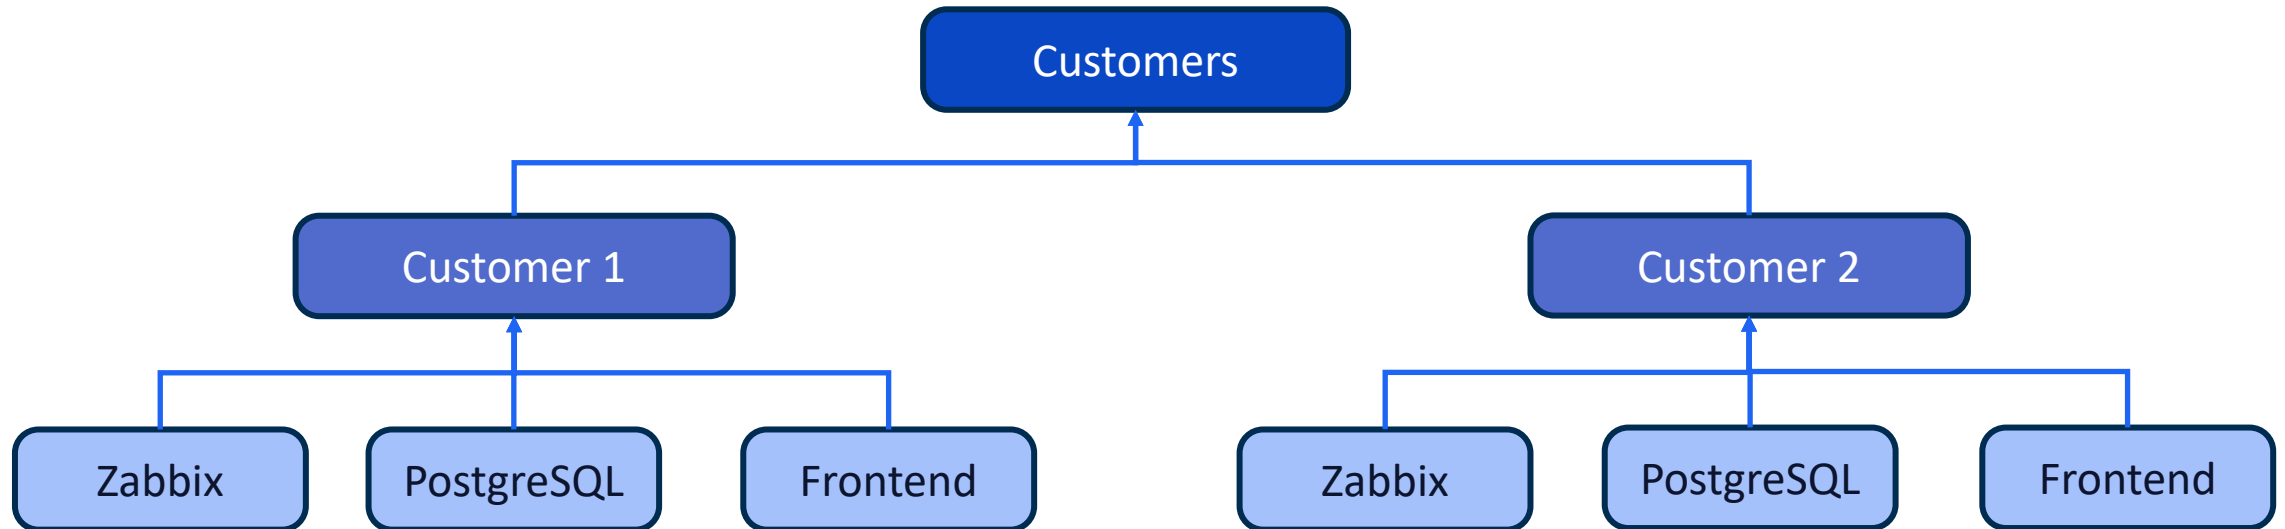 Customers
Customer 1
Customer 2
Zabbix
PostgreSQL
Frontend
Zabbix
PostgreSQL
Frontend